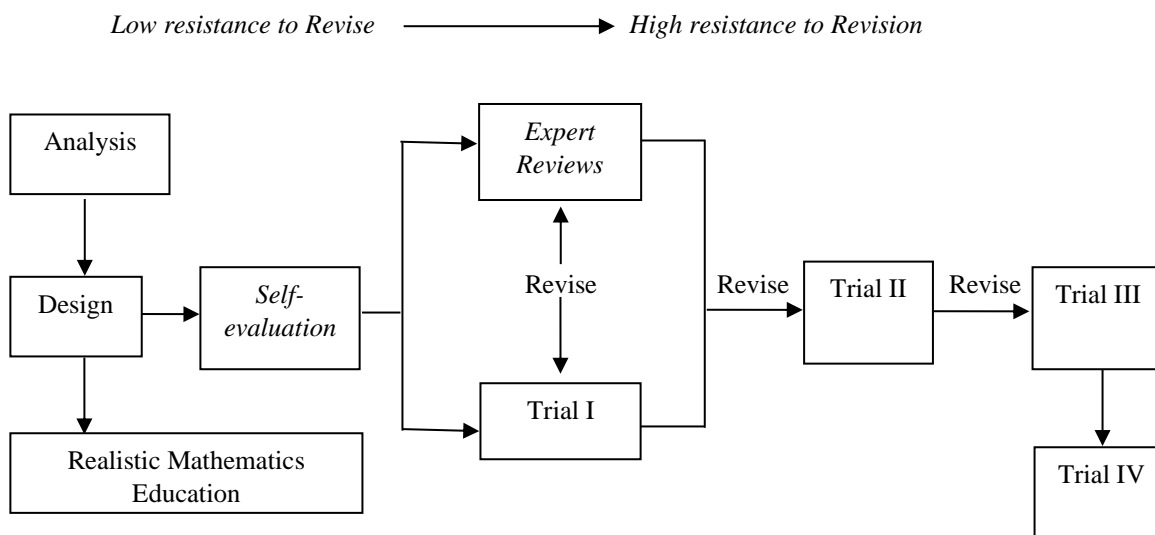 Low resistance to Revise
High resistance to Revision
Analysis
Expert
Reviews
Design
Self-
evaluation
Revise
Revise
Trial II
Revise
Trial III
Trial I
Realistic Mathematics
Education
Trial IV